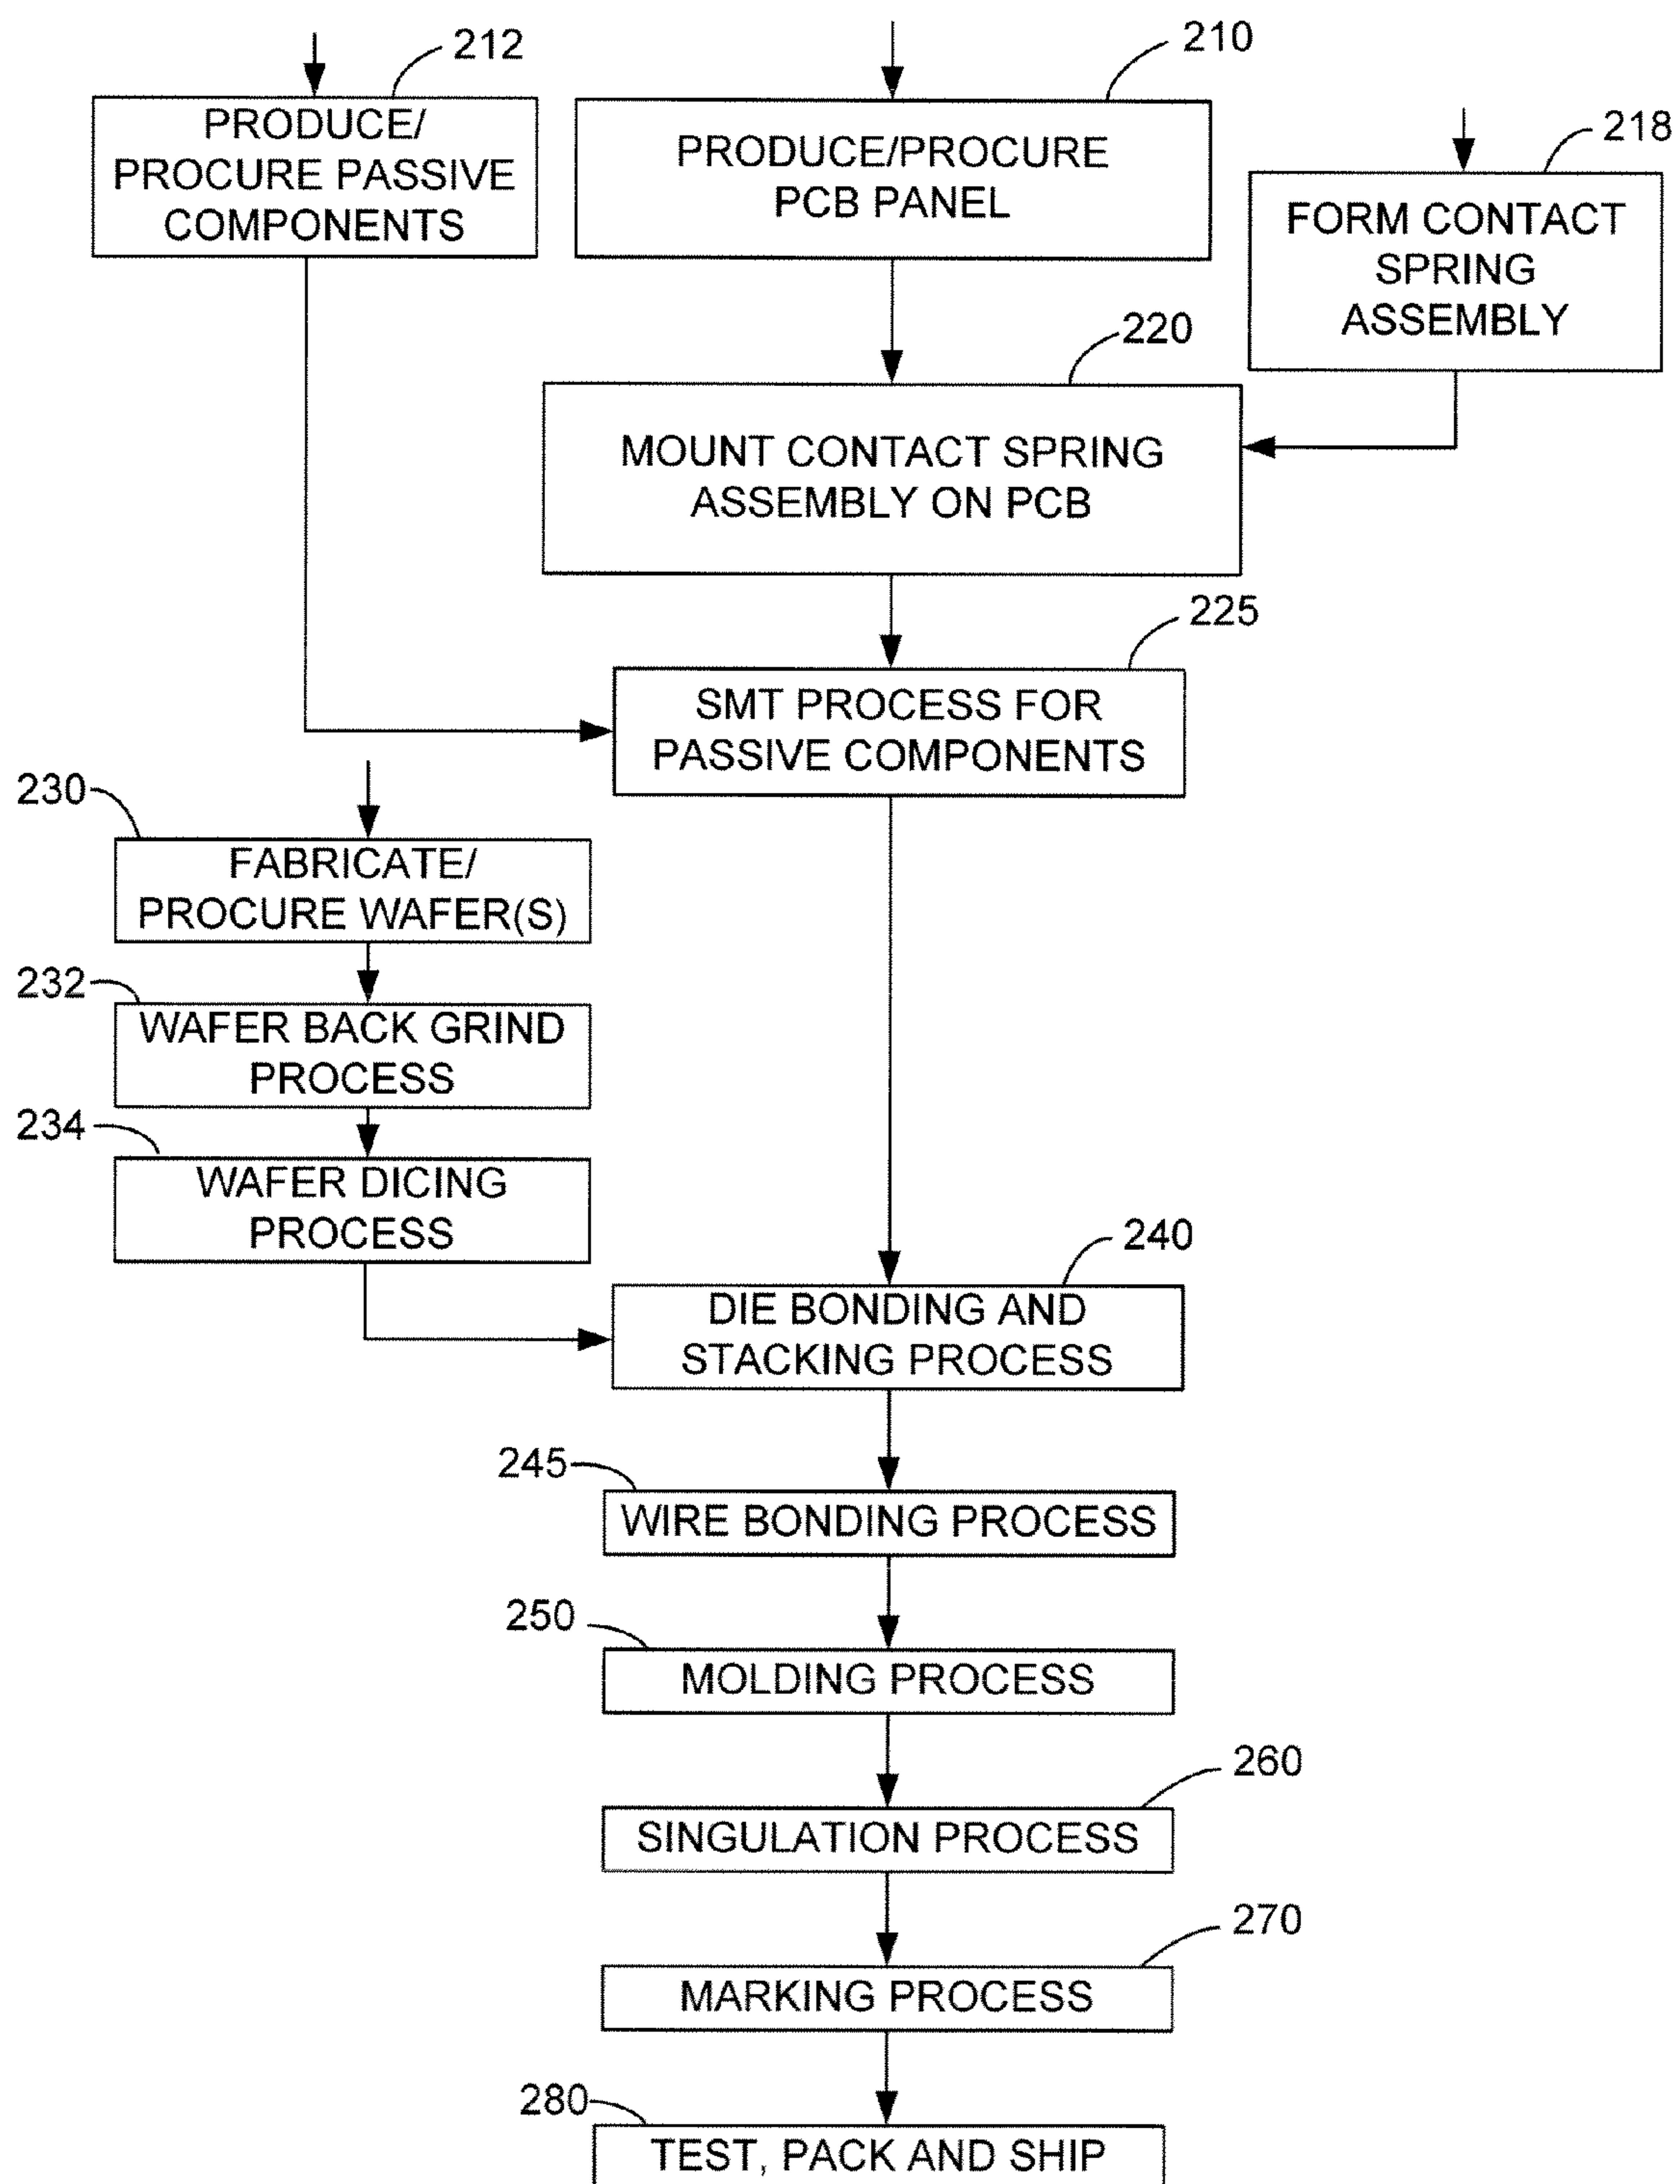 212
PRODUCE/
PROCURE PASSIVE
COMPONENTS
210
PRODUCE/PROCURE
PCB PANEL
218
FORM CONTACT
SPRING
ASSEMBLY
220
MOUNT CONTACT SPRING
ASSEMBLY ON PCB
225
SMT PROCESS FOR
PASSIVE COMPONENTS
230
FABRICATE/
PROCURE WAFER(S)
232
WAFER BACK GRIND
PROCESS
234
WAFER DICING
PROCESS
240
DIE BONDING AND
STACKING PROCESS
245
WIRE BONDING PROCESS
250
MOLDING PROCESS
260
SINGULATION PROCESS
270
MARKING PROCESS
280
TEST, PACK AND SHIP